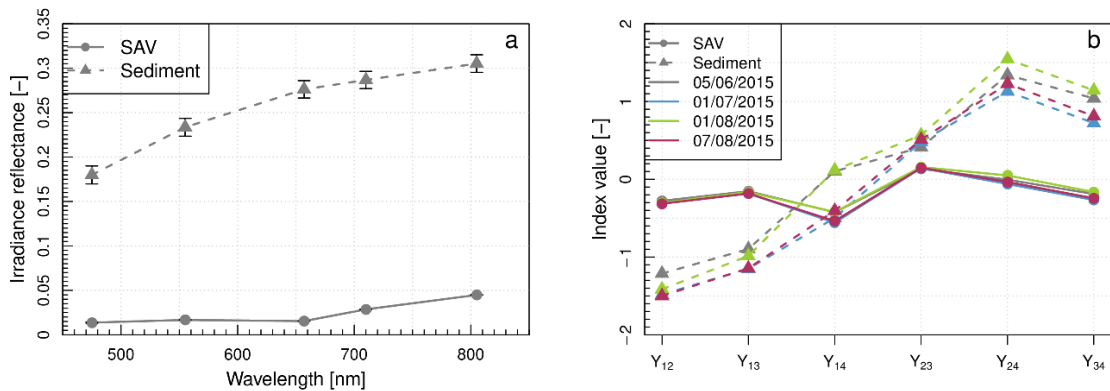 a
SAV
Sediment
0.35
0.3
0.25
0.2
0.15
0.1
0.05
0
Irradiance reflectance [−]
500
600
700
800
Wavelength [nm]
b
SAV
Sediment
05/06/2015
01/07/2015
01/08/2015
07/08/2015
2
1
0
−1
−2
Index value [−]
Y12
Y13
Y14
Y23
Y24
Y34